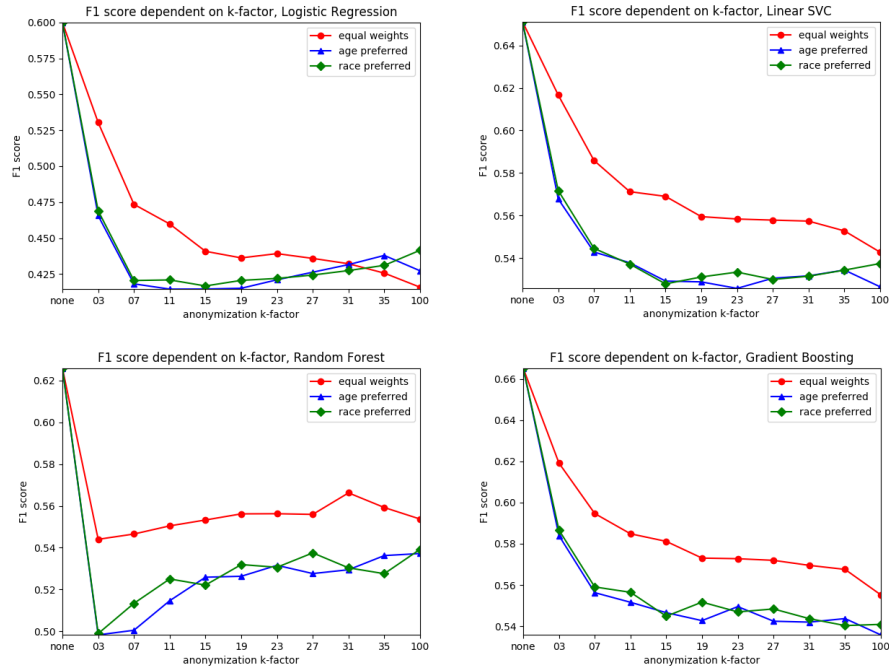 F1 score dependent on k-factor, Logistic Regression
equal weights
age preferred
race preferred
F1 score
0.600
0.575
0.550
0.525
0.500
0.475
0.450
0.425
none 03 07 11 15 19 23 27 31 35 100
anonymization k-factor
F1 score dependent on k-factor, Linear SVC
equal weights
age preferred
race preferred
F1 score
0.64
0.62
0.60
0.58
0.56
0.54
none 03 07 11 15 19 23 27 31 35 100
anonymization k-factor
F1 score dependent on k-factor, Random Forest
equal weights
age preferred
race preferred
F1 score
0.62
0.60
0.58
0.56
0.54
0.52
0.50
none 03 07 11 15 19 23 27 31 35 100
anonymization k-factor
F1 score dependent on k-factor, Gradient Boosting
equal weights
age preferred
race preferred
F1 score
0.66
0.64
0.62
0.60
0.58
0.56
0.54
none 03 07 11 15 19 23 27 31 35 100
anonymization k-factor